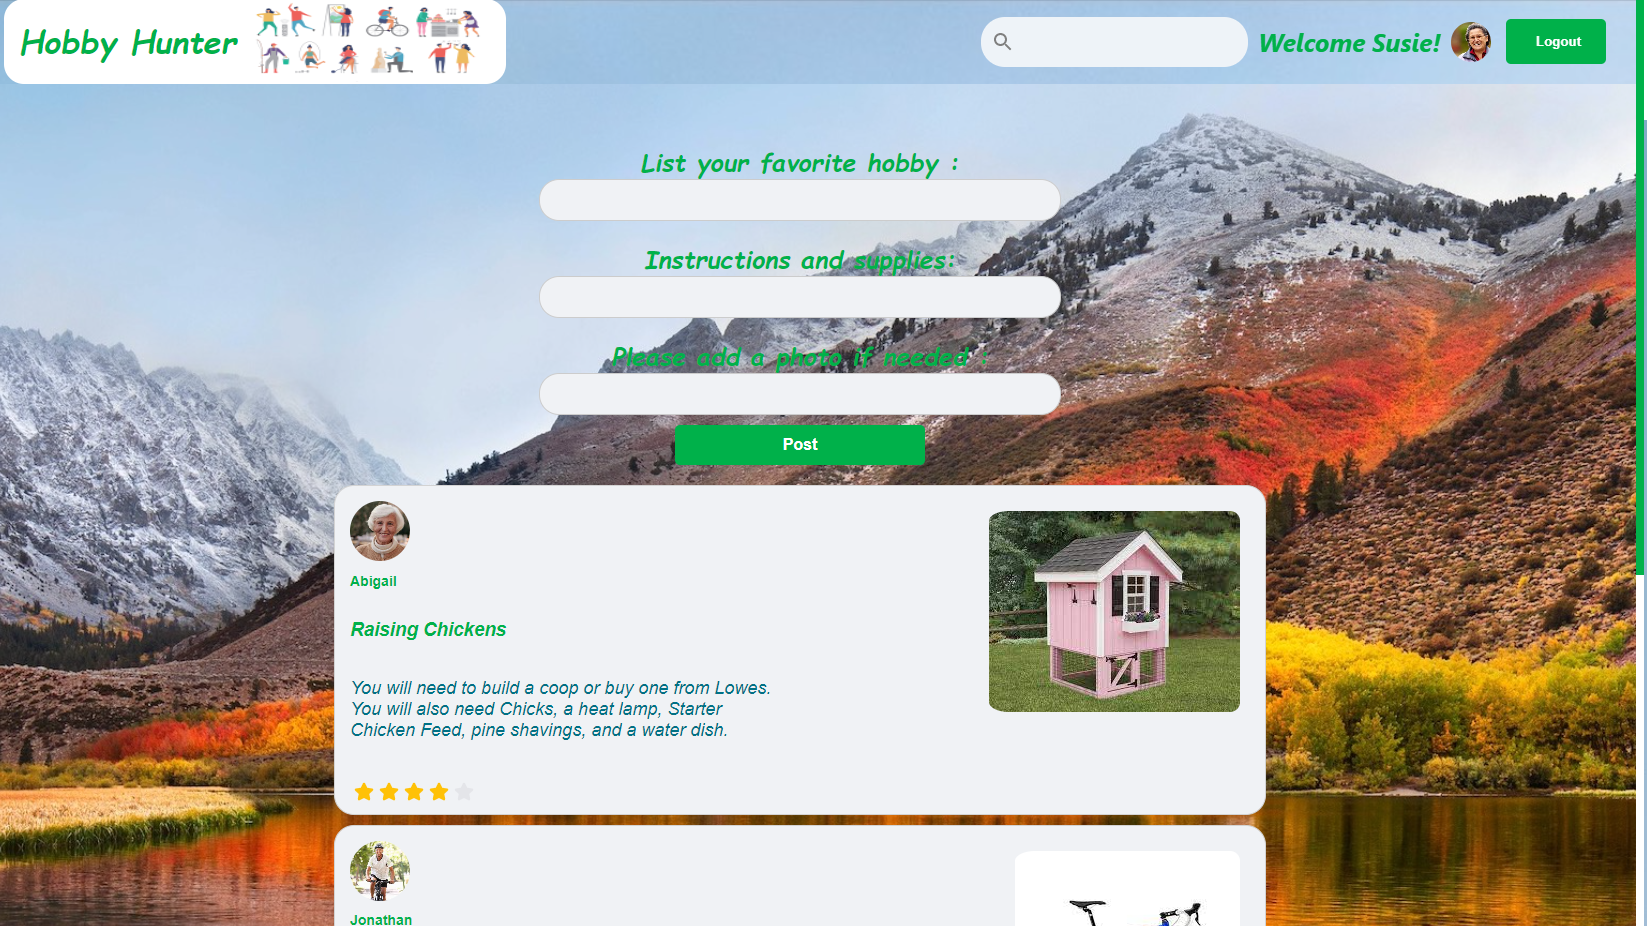 Hobby Hunter
Welcome Susie!
Logout
List your favorite hobby :
Instructions and supplies:
Please add a photo if needed :
Post
Abigail
Raising Chickens
You will need to build a coop or buy one from Lowes.
You will also need Chicks, a heat lamp, Starter
Chicken Feed, pine shavings, and a water dish.
Jonathan